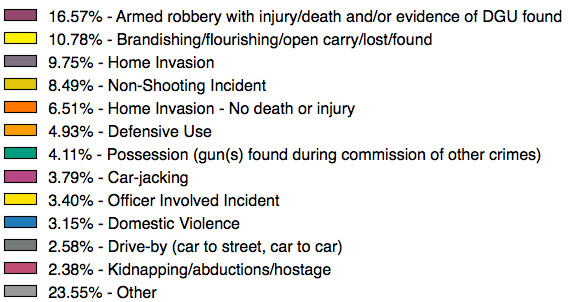 16.57% - Armed robbery with injury/death and/or evidence of DGU found
10.78% - Brandishing/flourishing/open carry/lost/found
9.75% - Home Invasion
8.49% - Non-Shooting Incident
6.51% - Home Invasion - No death or injury
4.93% - Defensive Use
4.11% - Possession (gun(s) found during commission of other crimes)
3.79% - Car-jacking
3.40% - Officer Involved Incident
3.15% - Domestic Violence
2.58% - Drive-by (car to street, car to car)
2.38% - Kidnapping/abductions/hostage
23.55% - Other